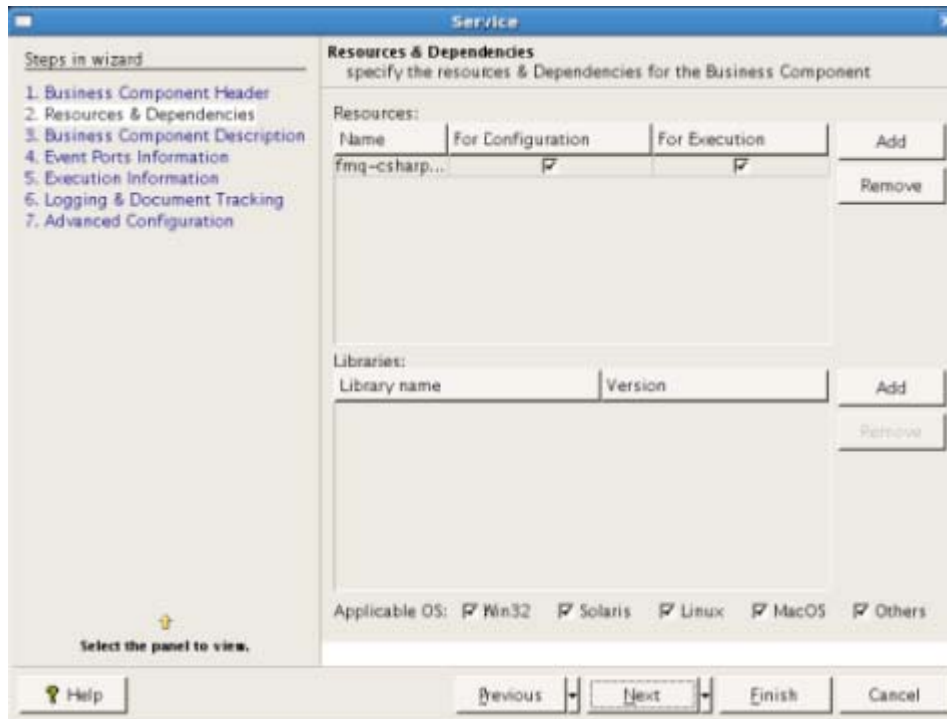 Service
Steps in wizard
1. Business Component Header
2. Resources & Dependencies
3. Business Component Description
4. Event Ports Information
5. Execution Information
6. Logging & Document Tracking
7. Advanced Configuration
Select the panel to view.
Resources & Dependencies
specify the resources & Dependencies for the Business Component
Resources:
Name For Configuration For Execution
fmq-csharp...
Add
Remove
Libraries:
Library name Version
Add
Remove
Applicable OS: Win32 Solaris Linux MacOS Others
Help Previous Next Finish Cancel